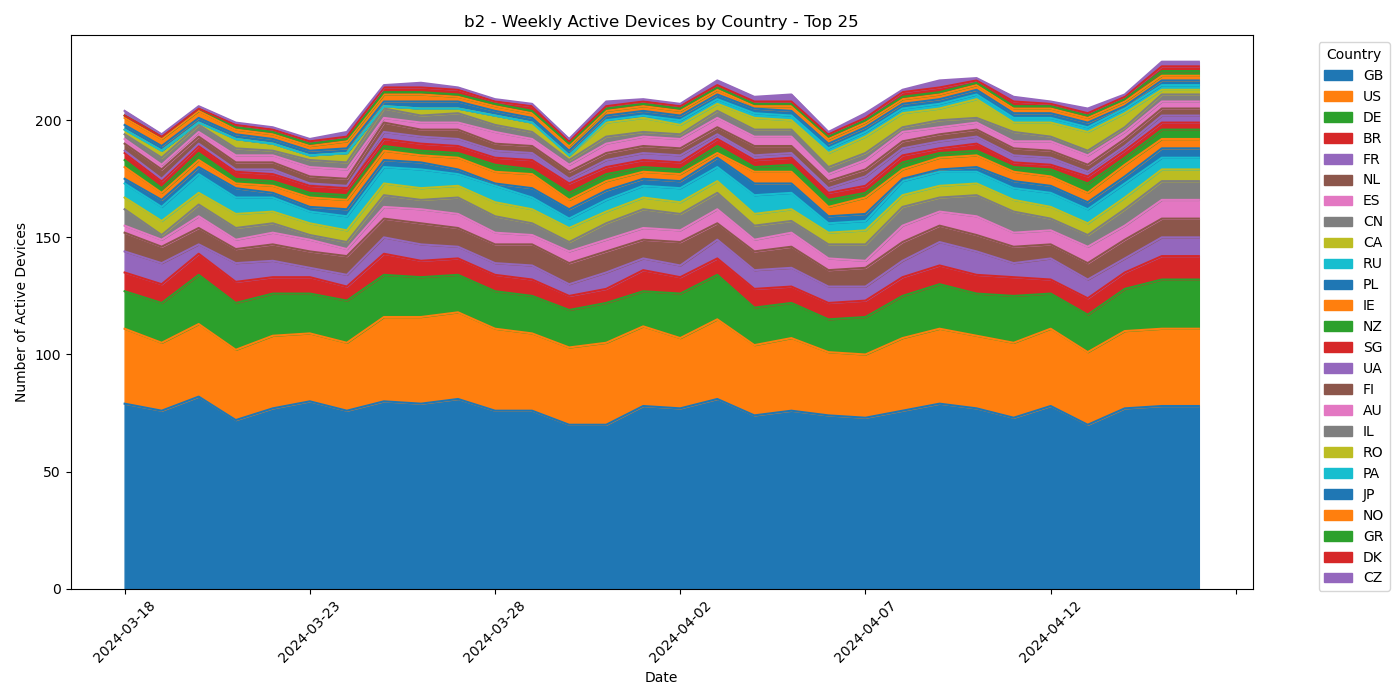 b2 - Weekly Active Devices by Country - Top 25
Number of Active Devices
200
150
100
50
0
2024-03-18
2024-03-23
2024-03-28
2024-04-02
2024-04-07
2024-04-12
Date
Country
GB
US
DE
BR
FR
NL
ES
CN
CA
RU
PL
IE
NZ
SG
UA
FI
AU
IL
RO
PA
JP
NO
GR
DK
CZ